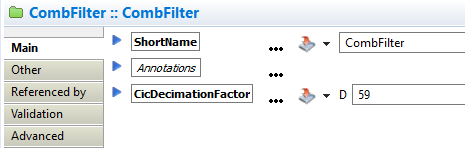 CombFilter :: CombFilter
Main
ShortName
CombFilter
Other
Annotations
Referenced by
CicDecimationFactor
D 59
Validation
Advanced